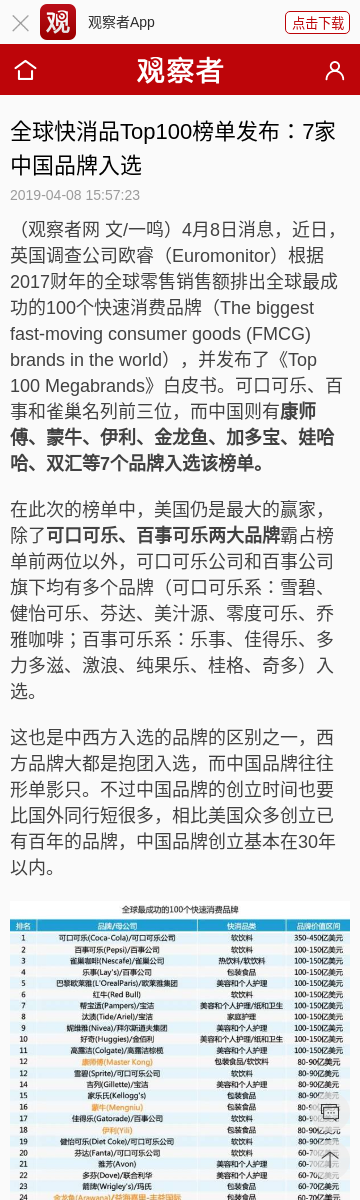 观察者App
点击下载
观察者
全球快消品Top100榜单发布：7家
中国品牌入选
2019-04-08 15:57:23
（观察者网 文/一鸣）4月8日消息，近日，
英国调查公司欧睿（Euromonitor）根据
2017财年的全球零售销售额排出全球最成
功的100个快速消费品牌（The biggest
fast-moving consumer goods (FMCG)
brands in the world），并发布了《Top
100 Megabrands》白皮书。可口可乐、百
事和雀巢名列前三位，而中国则有康师
傅、蒙牛、伊利、金龙鱼、加多宝、娃哈
哈、双汇等7个品牌入选该榜单。
在此次的榜单中，美国仍是最大的赢家，
除了可口可乐、百事可乐两大品牌霸占榜
单前两位以外，可口可乐公司和百事公司
旗下均有多个品牌（可口可乐系：雪碧、
健怡可乐、芬达、美汁源、零度可乐、乔
雅咖啡；百事可乐系：乐事、佳得乐、多
力多滋、激浪、纯果乐、桂格、奇多）入
选。
这也是中西方入选的品牌的区别之一，西
方品牌大都是抱团入选，而中国品牌往往
形单影只。不过中国品牌的创立时间也要
比国外同行短很多，相比美国众多创立已
有百年的品牌，中国品牌创立基本在30年
以内。
全球最成功的100个快速消费品牌
排名 品牌/母公司 快消品类 品牌价值区间
1 可口可乐(Coca-Cola)/可口可乐公司 软饮料 350-450亿美元
2 百事可乐(Pepsi)/百事公司 软饮料 100-150亿美元
3 雀巢咖啡(Nescafe)/雀巢公司 热饮料/软饮料 100-150亿美元
4 乐事(Lay's)/百事公司 包装食品 100-150亿美元
5 巴黎欧莱雅(L'OrealParis)/欧莱雅集团 美容和个人护理 100-150亿美元
6 红牛(Red Bull) 软饮料 100-150亿美元
7 帮宝适(Pampers)/宝洁 美容和个人护理/纸和卫生 100-150亿美元
8 汰渍(Tide/Ariel)/宝洁 家庭护理 100-150亿美元
9 妮维雅(Nivea)/拜尔斯道夫集团 美容和个人护理 100-150亿美元
10 好奇(Huggies)/金佰利 美容和个人护理/纸和卫生 100-150亿美元
11 高露洁(Colgate)/高露洁棕榄 美容和个人护理 100-150亿美元
12 康师傅(Master Kong) 包装食品/软饮料 80-90亿美元
13 雪碧(Sprite)/可口可乐公司 软饮料 80-90亿美元
14 吉列(Gillette)/宝洁 美容和个人护理 80-90亿美元
15 家乐氏(Kellogg's) 包装食品 80-90亿美元
16 蒙牛(Mengniu) 包装食品 80-90
17 佳得乐(Gatorade)/百事公司 软饮料 80-90
18 伊利(Yili) 包装食品 80-90亿美元
19 健怡可乐(Diet Coke)/可口可乐公司 软饮料 80-90亿美元
20 芬达(Fanta)/可口可乐公司 软饮料 60-70
21 雅芳(Avon) 美容和个人护理 60-70
22 多芬(Dove)/联合利华 美容和个人护理 60-70
23 箭牌(Wrigley's)/玛氏 包装食品 60-70亿美元
24 金龙鱼(Arawana)/益海嘉里-丰益国际 包装食品 60-70亿美元